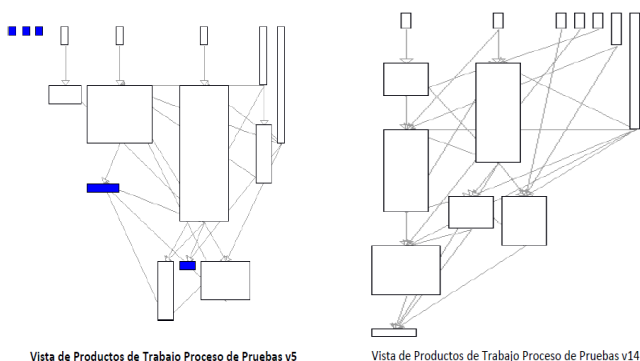 Vista de Productos de Trabajo Proceso de Pruebas v5
Vista de Productos de Trabajo Proceso de Pruebas v14